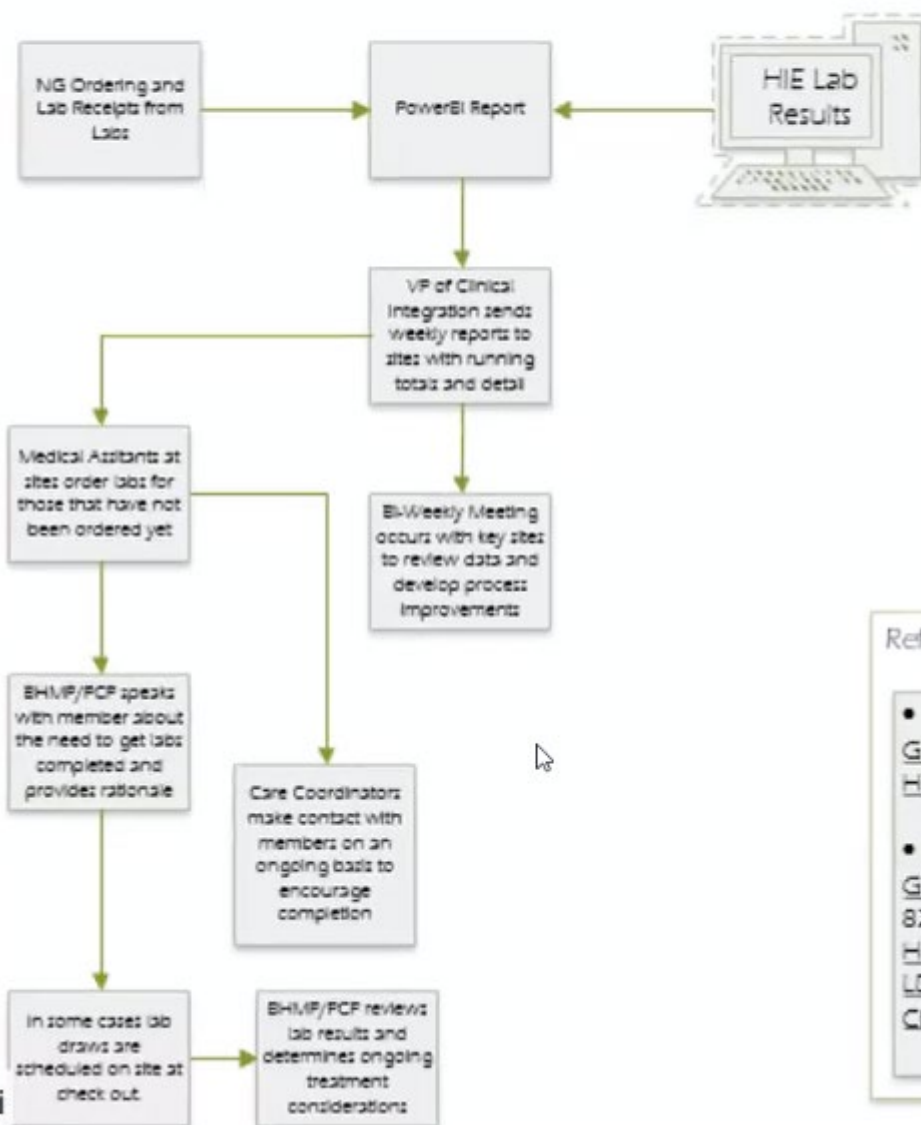 NG Ordering and
Lab Receipts from
Labs
PowerBI Report
HIE Lab
Results
VP of Clinical
Integration sends
weekly reports to
sites with running
totals and detail
Medical Assitants at
sites order labs for
those that have not
been ordered yet
Bi-Weekly Meeting
occurs with key sites
to review data and
develop process
improvements
BHMP/PCP speaks
with member about
the need to get labs
completed and
provides rationale
Care Coordinators
make contact with
members on an
ongoing basis to
encourage
completion
In some cases lab
draws are
scheduled on site at
check out.
BHMP/PCP reviews
lab results and
determines ongoing
treatment
considerations